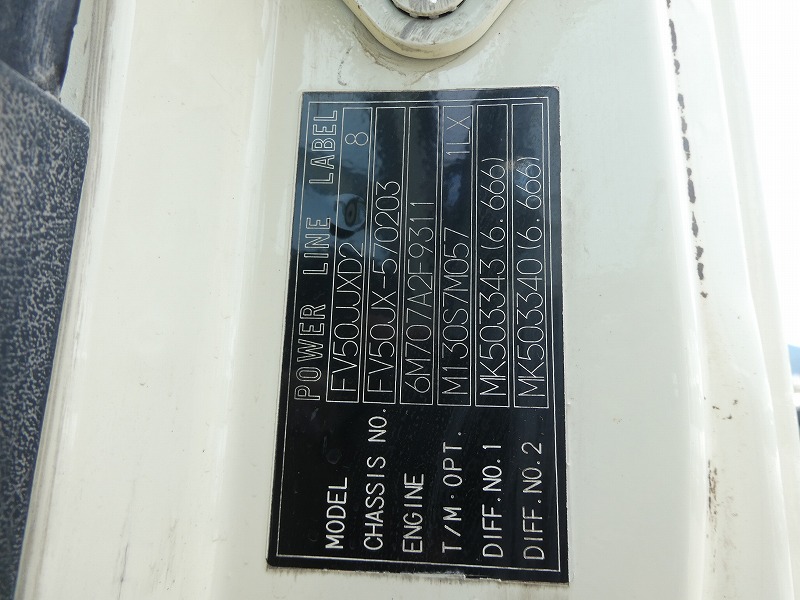 POWER LINE LABEL
MODEL FV50JJXD2 8
CHASSIS NO. FV50JX-570203
ENGINE 6M707A2F9311
T/M·OPT. M130S7M057 1LX
DIFF.NO.1 MK503343(6.666)
DIFF.NO.2 MK503340(6.666)